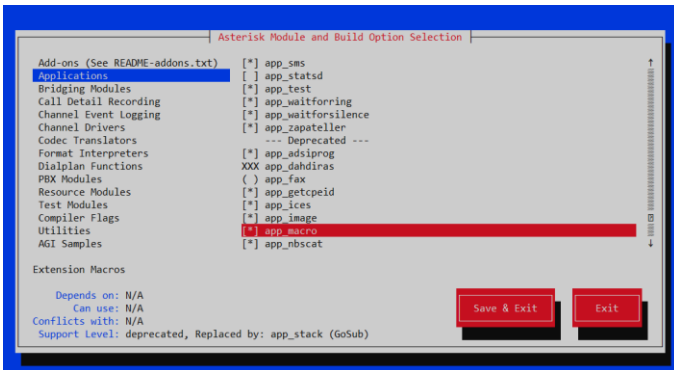 Asterisk Module and Build Option Selection
Add-ons (See README-addons.txt) [*] app_sms
Applications [ ] app_statsd
Bridging Modules [*] app_test
Call Detail Recording [*] app_waitforring
Channel Event Logging [*] app_waitforsilence
Channel Drivers [*] app_zapateller
Codec Translators --- Deprecated ---
Format Interpreters [*] app_adsiprog
Dialplan Functions XXX app_dahdiras
PBX Modules ( ) app_fax
Resource Modules [*] app_getcpeid
Test Modules [*] app_ices
Compiler Flags [*] app_image
Utilities [*] app_macro
AGI Samples [*] app_nbscat
Extension Macros
Depends on: N/A
Can use: N/A
Conflicts with: N/A
Support Level: deprecated, Replaced by: app_stack (GoSub)
Save & Exit Exit